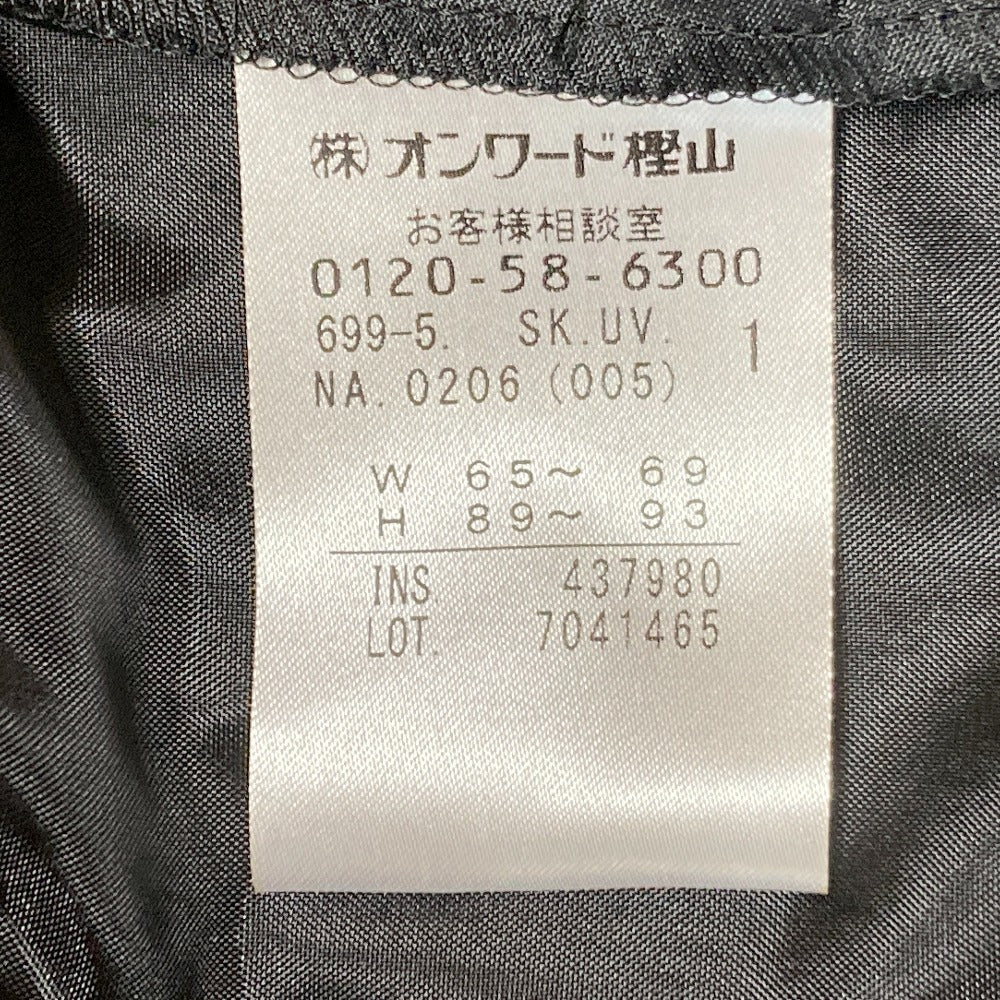 (株)オンワード樫山
お客様相談室
0120-58-6300
699-5. SK.UV. 1
NA. 0206 (005)
W 65～ 69
H 89～ 93
INS 437980
LOT. 7041465